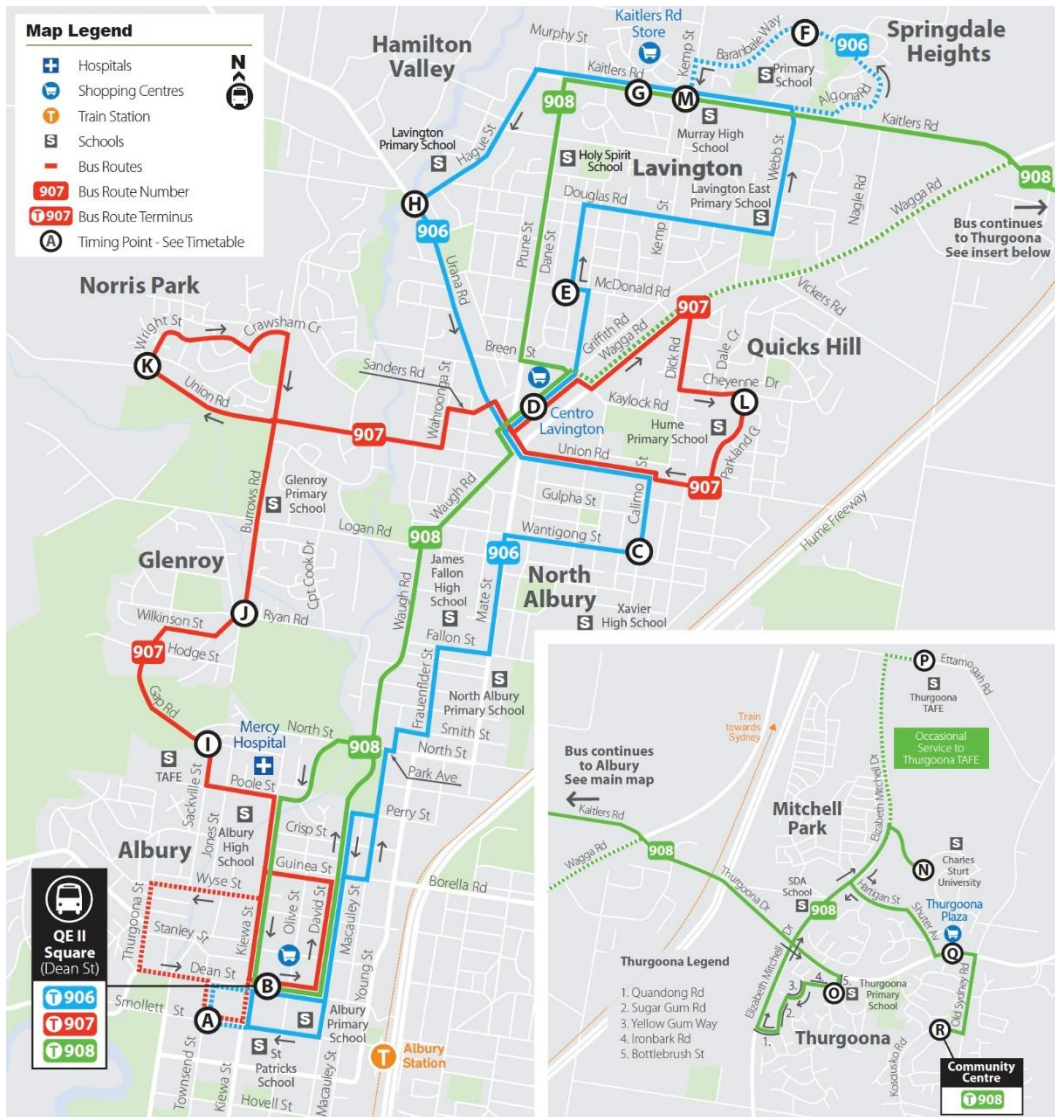 Map Legend
Hospitals
Shopping Centres
T Train Station
S Schools
Bus Routes
907 Bus Route Number
T907 Bus Route Terminus
A Timing Point - See Timetable
N
Hamilton
Valley
Murphy St
Kaitlers Rd
Store
Kaitlers Rd
Kemp St
Baranbale Way
F
906
Springdale
Heights
S Primary
School
Algona Rd
908
G
M
S
Murray High
School
Kaitlers Rd
908
Bus continues
to Thurgoona
See insert below
Lavington
Primary School
S
Hague St
H
906
S Holy Spirit
School
Lavington
Douglas Rd
Lavington East
Primary School
S
Webb St
Kemp St
Nagle Rd
Wagga Rd
Prune St
Dane St
E
McDonald Rd
Urana Rd
Vickers Rd
Norris Park
Wright St
Crawsham Cr
K
Union Rd
907
Sanders Rd
Wahroonga St
Breen St
Griffith Rd
Wagga Rd
907
Dick Rd
Dale Cr
Quicks Hill
Cheyenne Dr
L
D
Centro
Lavington
Kaylock Rd
Hume
Primary School
S
Parkland Cr
Union Rd
907
Calimo St
Gulpha St
Wantigong St
C
Hume Freeway
Burrows Rd
S Glenroy
Primary
School
Logan Rd
Waugh Rd
908
906
Glenroy
Cpt Cook Dr
Waugh Rd
James
Fallon
High
School
S
Mate St
North
Albury
Xavier
High School
S
J
Ryan Rd
Wilkinson St
907
Hodge St
Gap Rd
Fallon St
Frauenflder St
S
North Albury
Primary School
Smith St
North St
Park Ave
I
S
TAFE
Mercy
Hospital
North St
908
Poole St
Sackville St
Jones St
S
Albury
High
School
Crisp St
Perry St
Albury
Wyse St
Guinea St
Borella Rd
Thurgoona St
Stanley St
Dean St
Kiewa St
Olive St
David St
Macauley St
Young St
Smollett St
A
B
S
Albury
Primary
School
S
St
Patricks
School
Townsend St
Kiewa St
Hovell St
Macauley St
T
Albury
Station
QE II
Square
(Dean St)
T906
T907
T908
Bus continues
to Albury
See main map
Train
towards
Sydney
P
Ettamogah Rd
S
Thurgoona
TAFE
Occasional
Service to
Thurgoona TAFE
Kaitlers Rd
Wagga Rd
908
Thurgoona Dr
Mitchell
Park
Elizabeth Mitchell Dr
N
S
Charles
Sturt
University
SDA
School
S
908
Hartigan St
Shuter Av
Thurgoona
Plaza
Q
Elizabeth Mitchell Dr
Old Sydney Rd
Thurgoona Legend
1. Quandong Rd
2. Sugar Gum Rd
3. Yellow Gum Way
4. Ironbark Rd
5. Bottlebrush St
1.
2.
3.
4.
5.
O
S
Thurgoona
Primary
School
Thurgoona
Kosciusko Rd
R
Community
Centre
T908